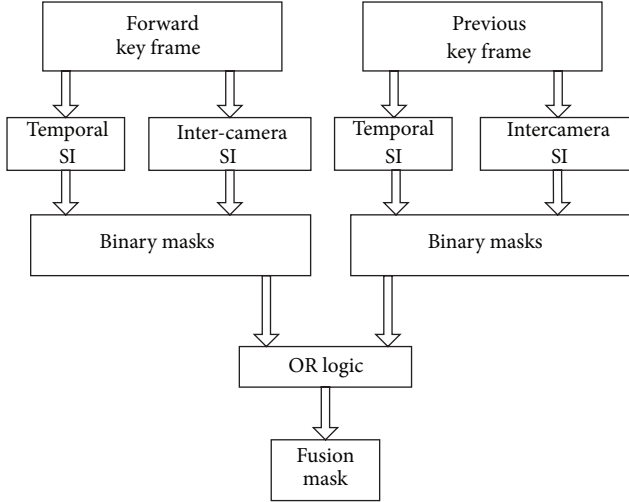 Forward
key frame
Previous
key frame
Temporal
SI
Inter-camera
SI
Temporal
SI
Intercamera
SI
Binary masks
Binary masks
OR logic
Fusion
mask